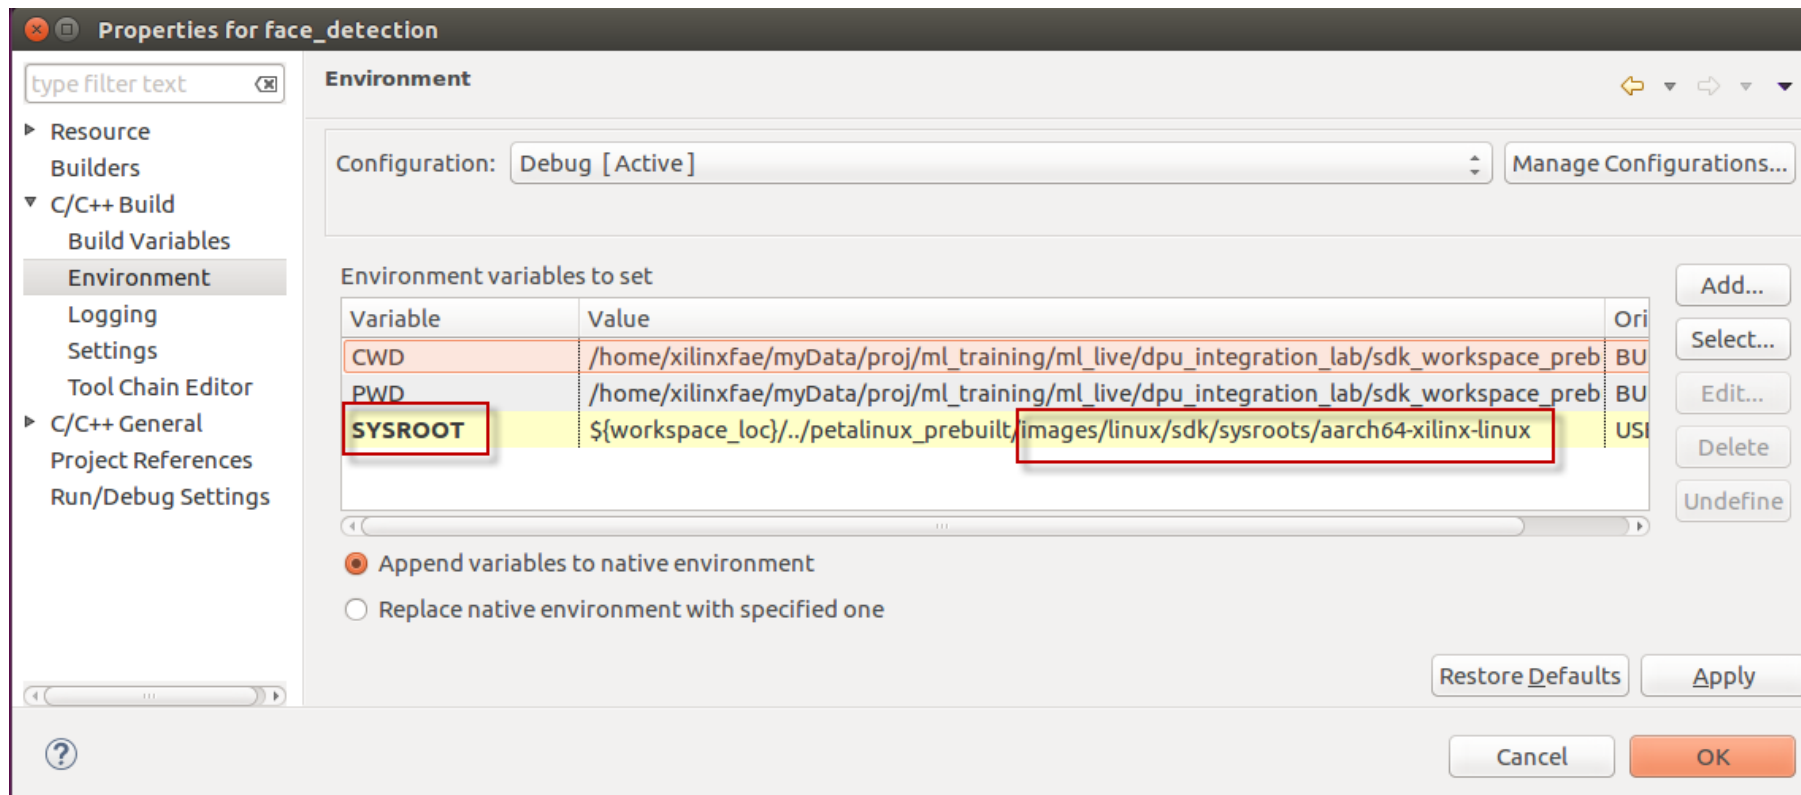 Properties for face_detection
type filter text
Resource
Builders
C/C++ Build
Build Variables
Environment
Logging
Settings
Tool Chain Editor
C/C++ General
Project References
Run/Debug Settings
Environment
Configuration: Debug [Active] Manage Configurations...
Environment variables to set
Variable Value Ori
CWD /home/xilinxfae/myData/proj/ml_training/ml_live/dpu_integration_lab/sdk_workspace_preb BU
PWD /home/xilinxfae/myData/proj/ml_training/ml_live/dpu_integration_lab/sdk_workspace_preb BU
SYSROOT ${workspace_loc}/../petalinux_prebuilt/images/linux/sdk/sysroots/aarch64-xilinx-linux USI
Add...
Select...
Edit...
Delete
Undefine
Append variables to native environment
Replace native environment with specified one
Restore Defaults Apply
? Cancel OK